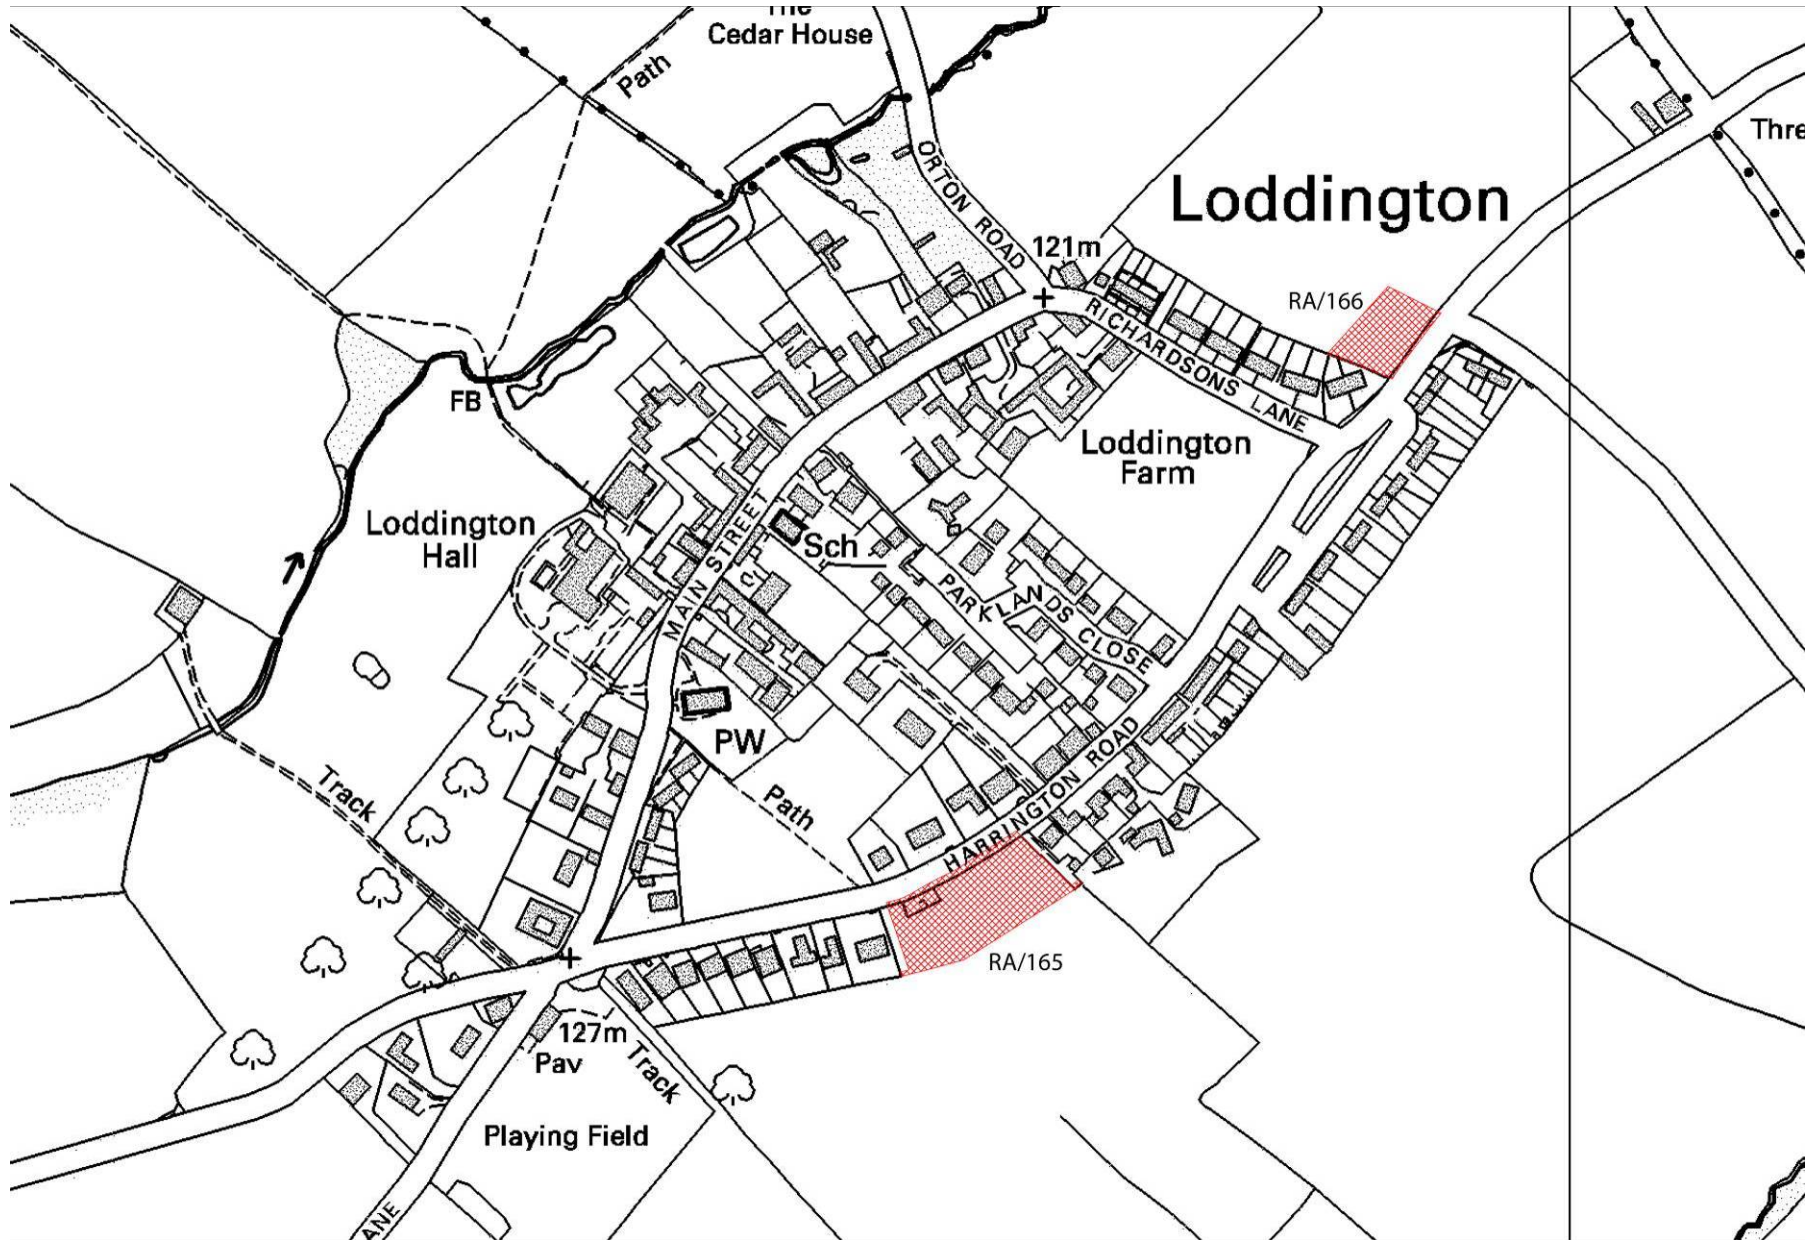 The
Cedar House
Path
ORTON ROAD
Loddington
Thre
121m
RA/166
RICHARDSONS LANE
FB
Loddington
Farm
Loddington
Hall
MAIN STREET
Sch
PARKLANDS CLOSE
PW
Track
Path
HARRINGTON ROAD
RA/165
127m
Pav
Track
Playing Field
ANE